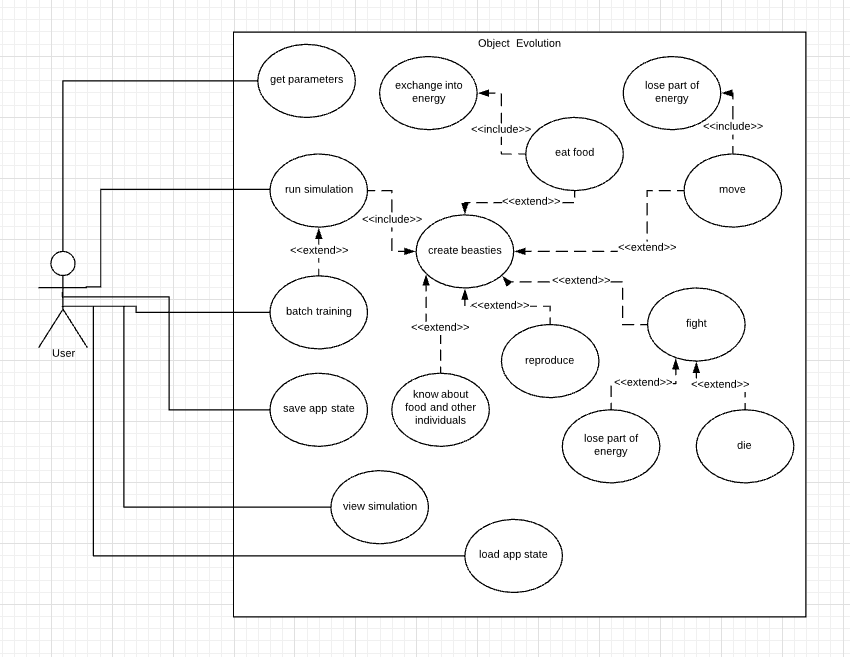 Object Evolution
get parameters
exchange into
energy
lose part of
energy
<<include>>
<<include>>
eat food
run simulation
move
<<extend>>
<<include>>
create beasties
<<extend>>
<<extend>>
<<extend>>
batch training
<<extend>>
<<extend>>
fight
User
reproduce
<<extend>>
<<extend>>
know about
food and other
individuals
save app state
lose part of
energy
die
view simulation
load app state